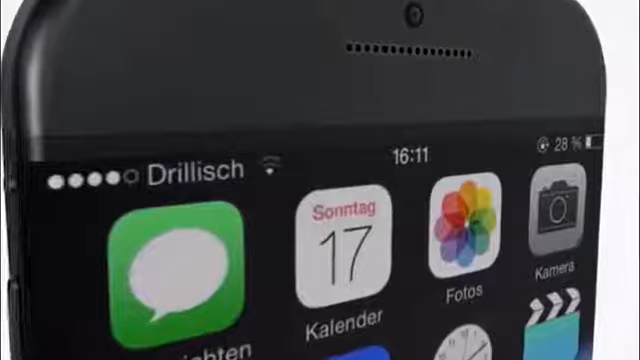 Drillisch 16:11 28 %
Sonntag
17
Kalender
Fotos
Kamera